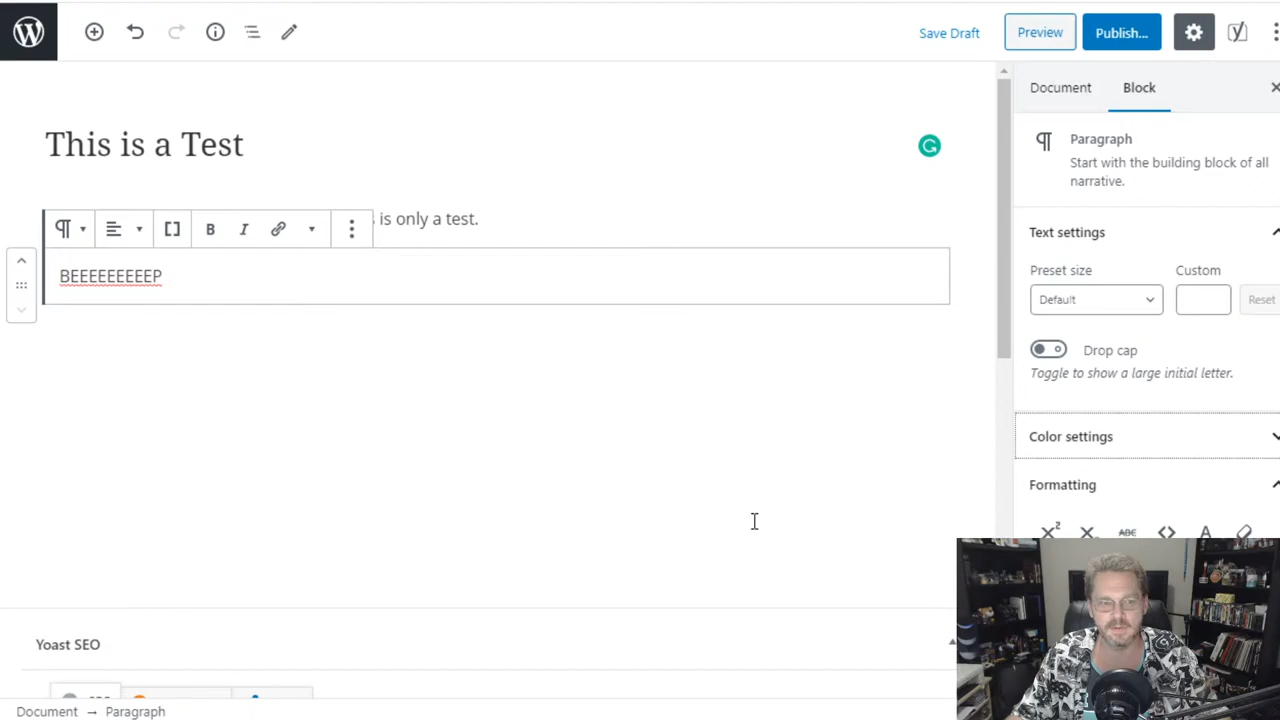 Save Draft
Preview
Publish...
Document
Block
This is a Test
Paragraph
Start with the building block of all
narrative.
is only a test.
B I
BEEEEEEEEEP
Text settings
Preset size
Custom
Default
Reset
Drop cap
Toggle to show a large initial letter.
Color settings
Formatting
X² X ABC <> A
Yoast SEO
Document → Paragraph